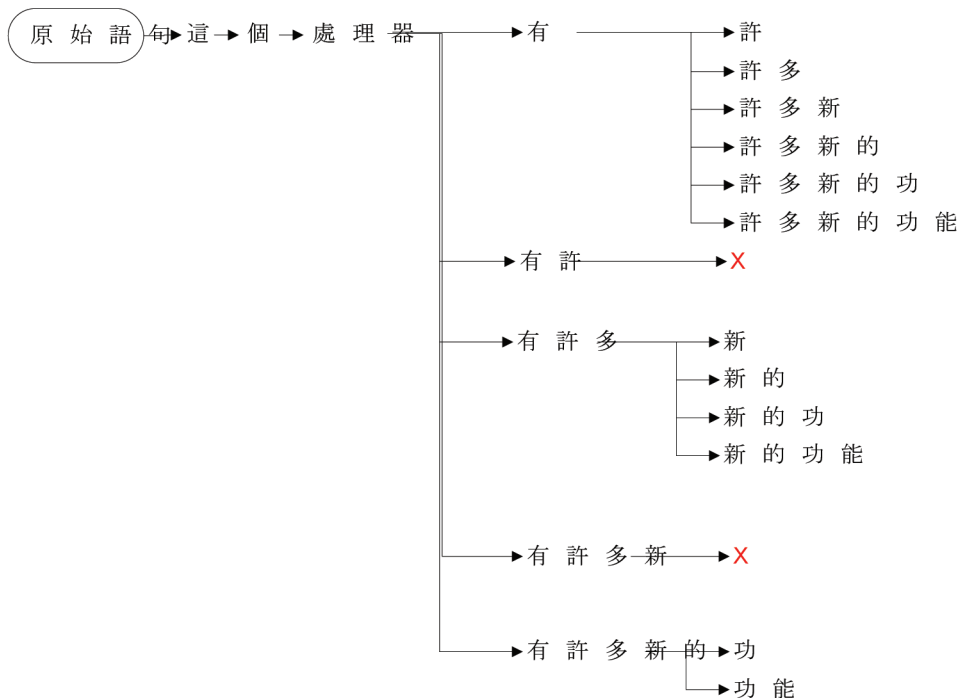 原始語句 這 個 處理器 有 許
許多
許多新
許多新的
許多新的功
許多新的功能
有許 X
有許多 新
新的
新的功
新的功能
有許多新 X
有許多新的 功
功能